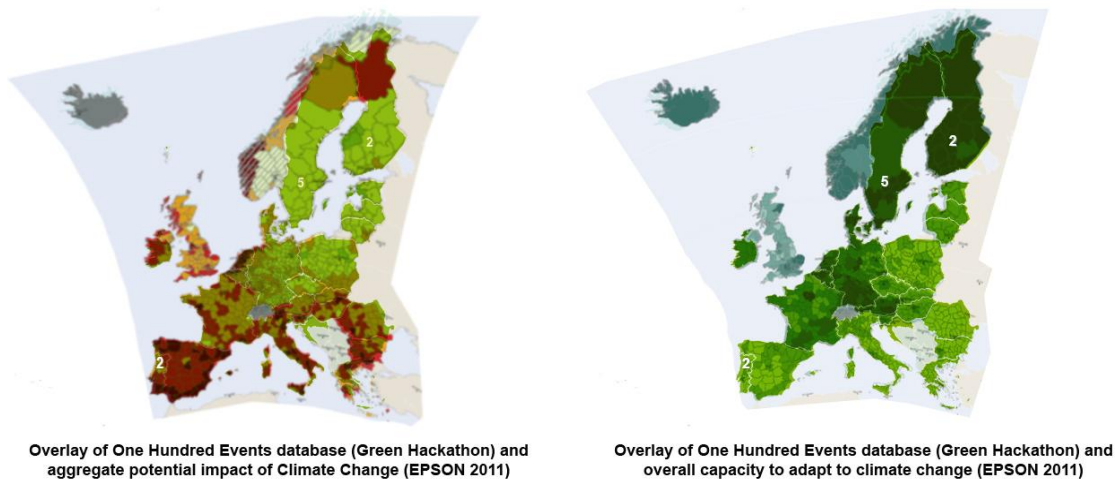 2
5
2
2
5
2
Overlay of One Hundred Events database (Green Hackathon) and
aggregate potential impact of Climate Change (EPSON 2011)
Overlay of One Hundred Events database (Green Hackathon) and
overall capacity to adapt to climate change (EPSON 2011)